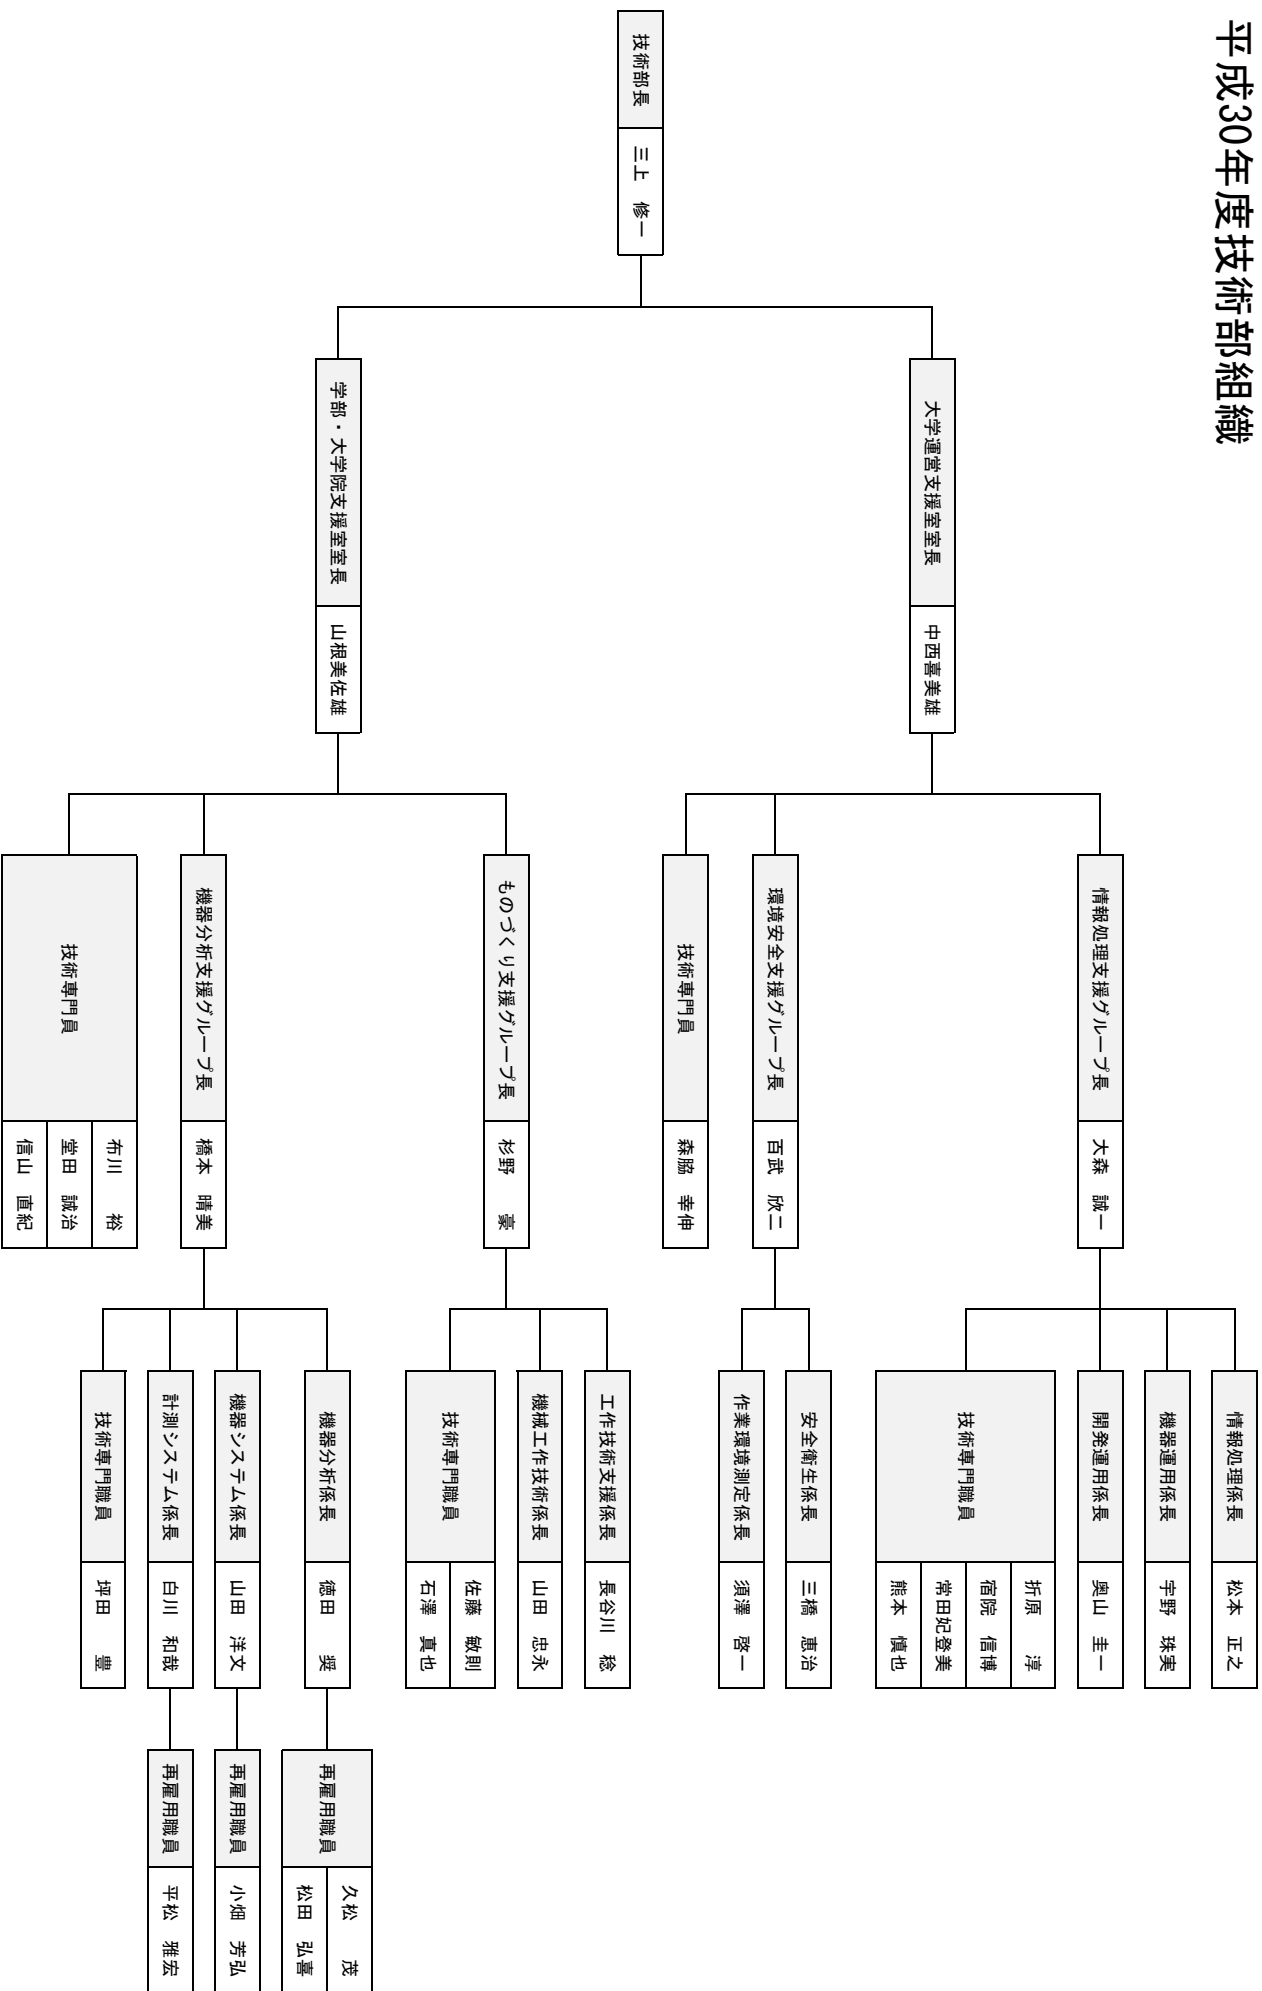 平成30年度技術部組織
技術部長
三上　修一
大学運営支援室室長
中西喜美雄
情報処理支援グループ長
大森　誠一
情報処理係長
松本　正之
機器運用係長
宇野　珠実
開発運用係長
奥山　圭一
技術専門職員
折原　　淳
宿院　信博
常田妃登美
熊本　慎也
環境安全支援グループ長
百武　欣二
安全衛生係長
三橋　恵治
作業環境測定係長
須澤　啓一
技術専門員
森脇　幸伸
学部・大学院支援室室長
山根美佐雄
ものづくり支援グループ長
杉野　　豪
工作技術支援係長
長谷川　稔
機械工作技術係長
山田　忠永
技術専門職員
佐藤　敏則
石澤　真也
機器分析支援グループ長
橋本　晴美
機器分析係長
徳田　　奨
再雇用職員
久松　　茂
松田　弘喜
機器システム係長
山田　洋文
再雇用職員
小畑　芳弘
計測システム係長
白川　和哉
再雇用職員
平松　雅宏
技術専門職員
坪田　　豊
技術専門員
布川　　裕
堂田　誠治
信山　直紀